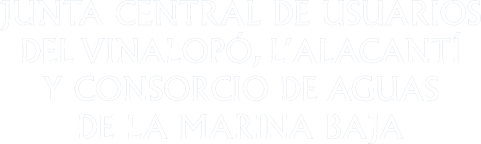 JUNTA CENTRAL DE USUARIOS
DEL VINALOPÓ, L'ALACANTÍ
Y CONSORCIO DE AGUAS
DE LA MARINA BAJA